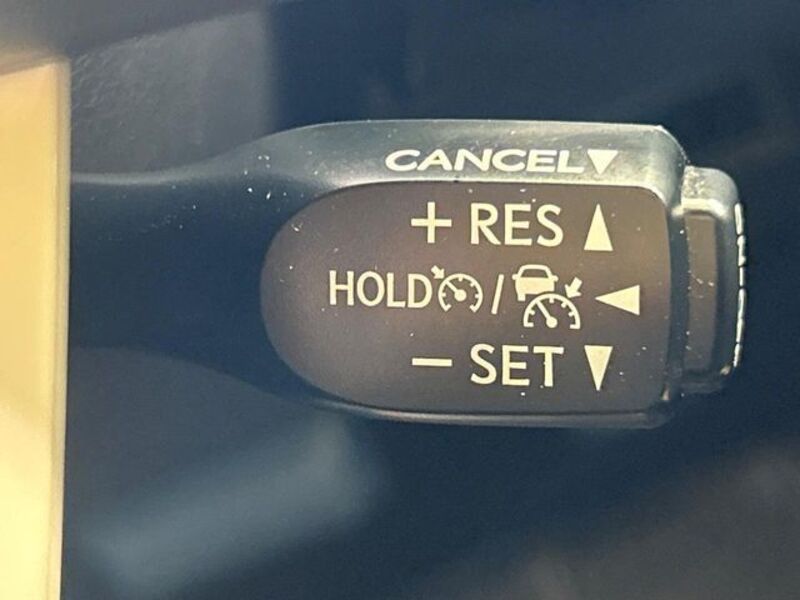 CANCEL▼
+ RES ▲
HOLD / ◀
− SET ▼